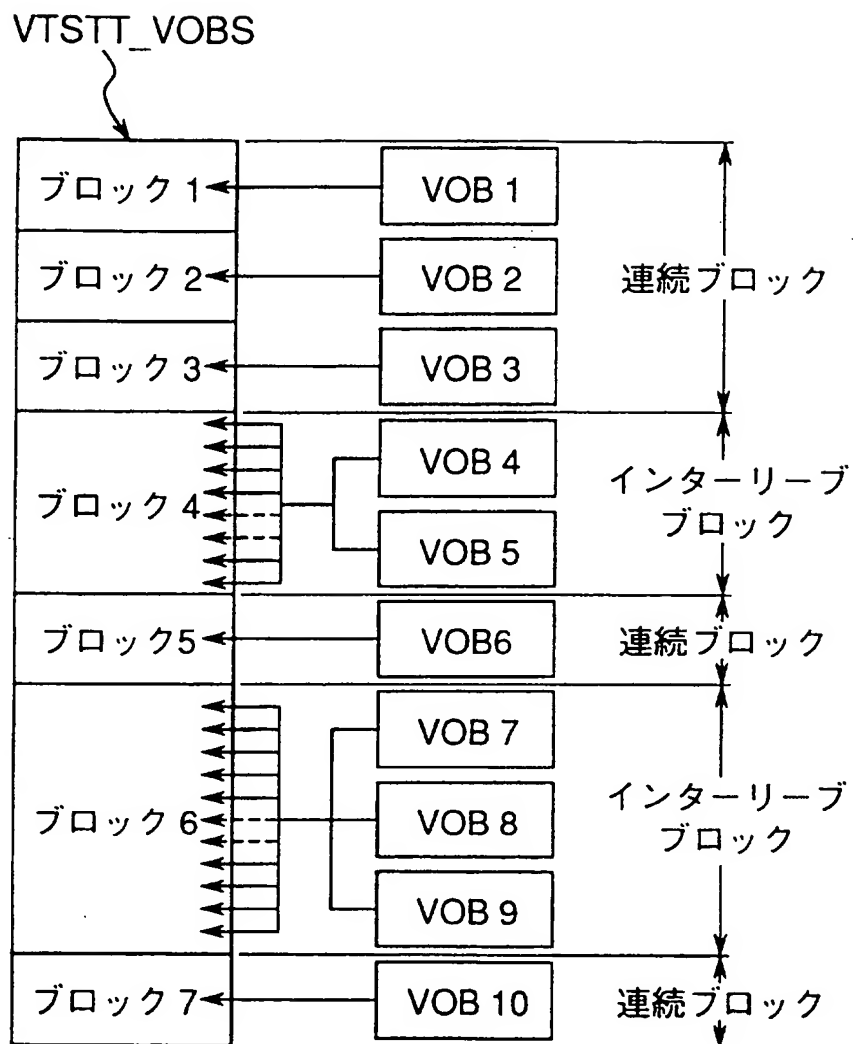 VTSTT_VOBS
ブロック 1
VOB 1
ブロック 2
VOB 2
連続ブロック
ブロック 3
VOB 3
ブロック 4
VOB 4
VOB 5
インターリーブ
ブロック
ブロック5
VOB6
連続ブロック
ブロック 6
VOB 7
VOB 8
VOB 9
インターリーブ
ブロック
ブロック 7
VOB 10
連続ブロック